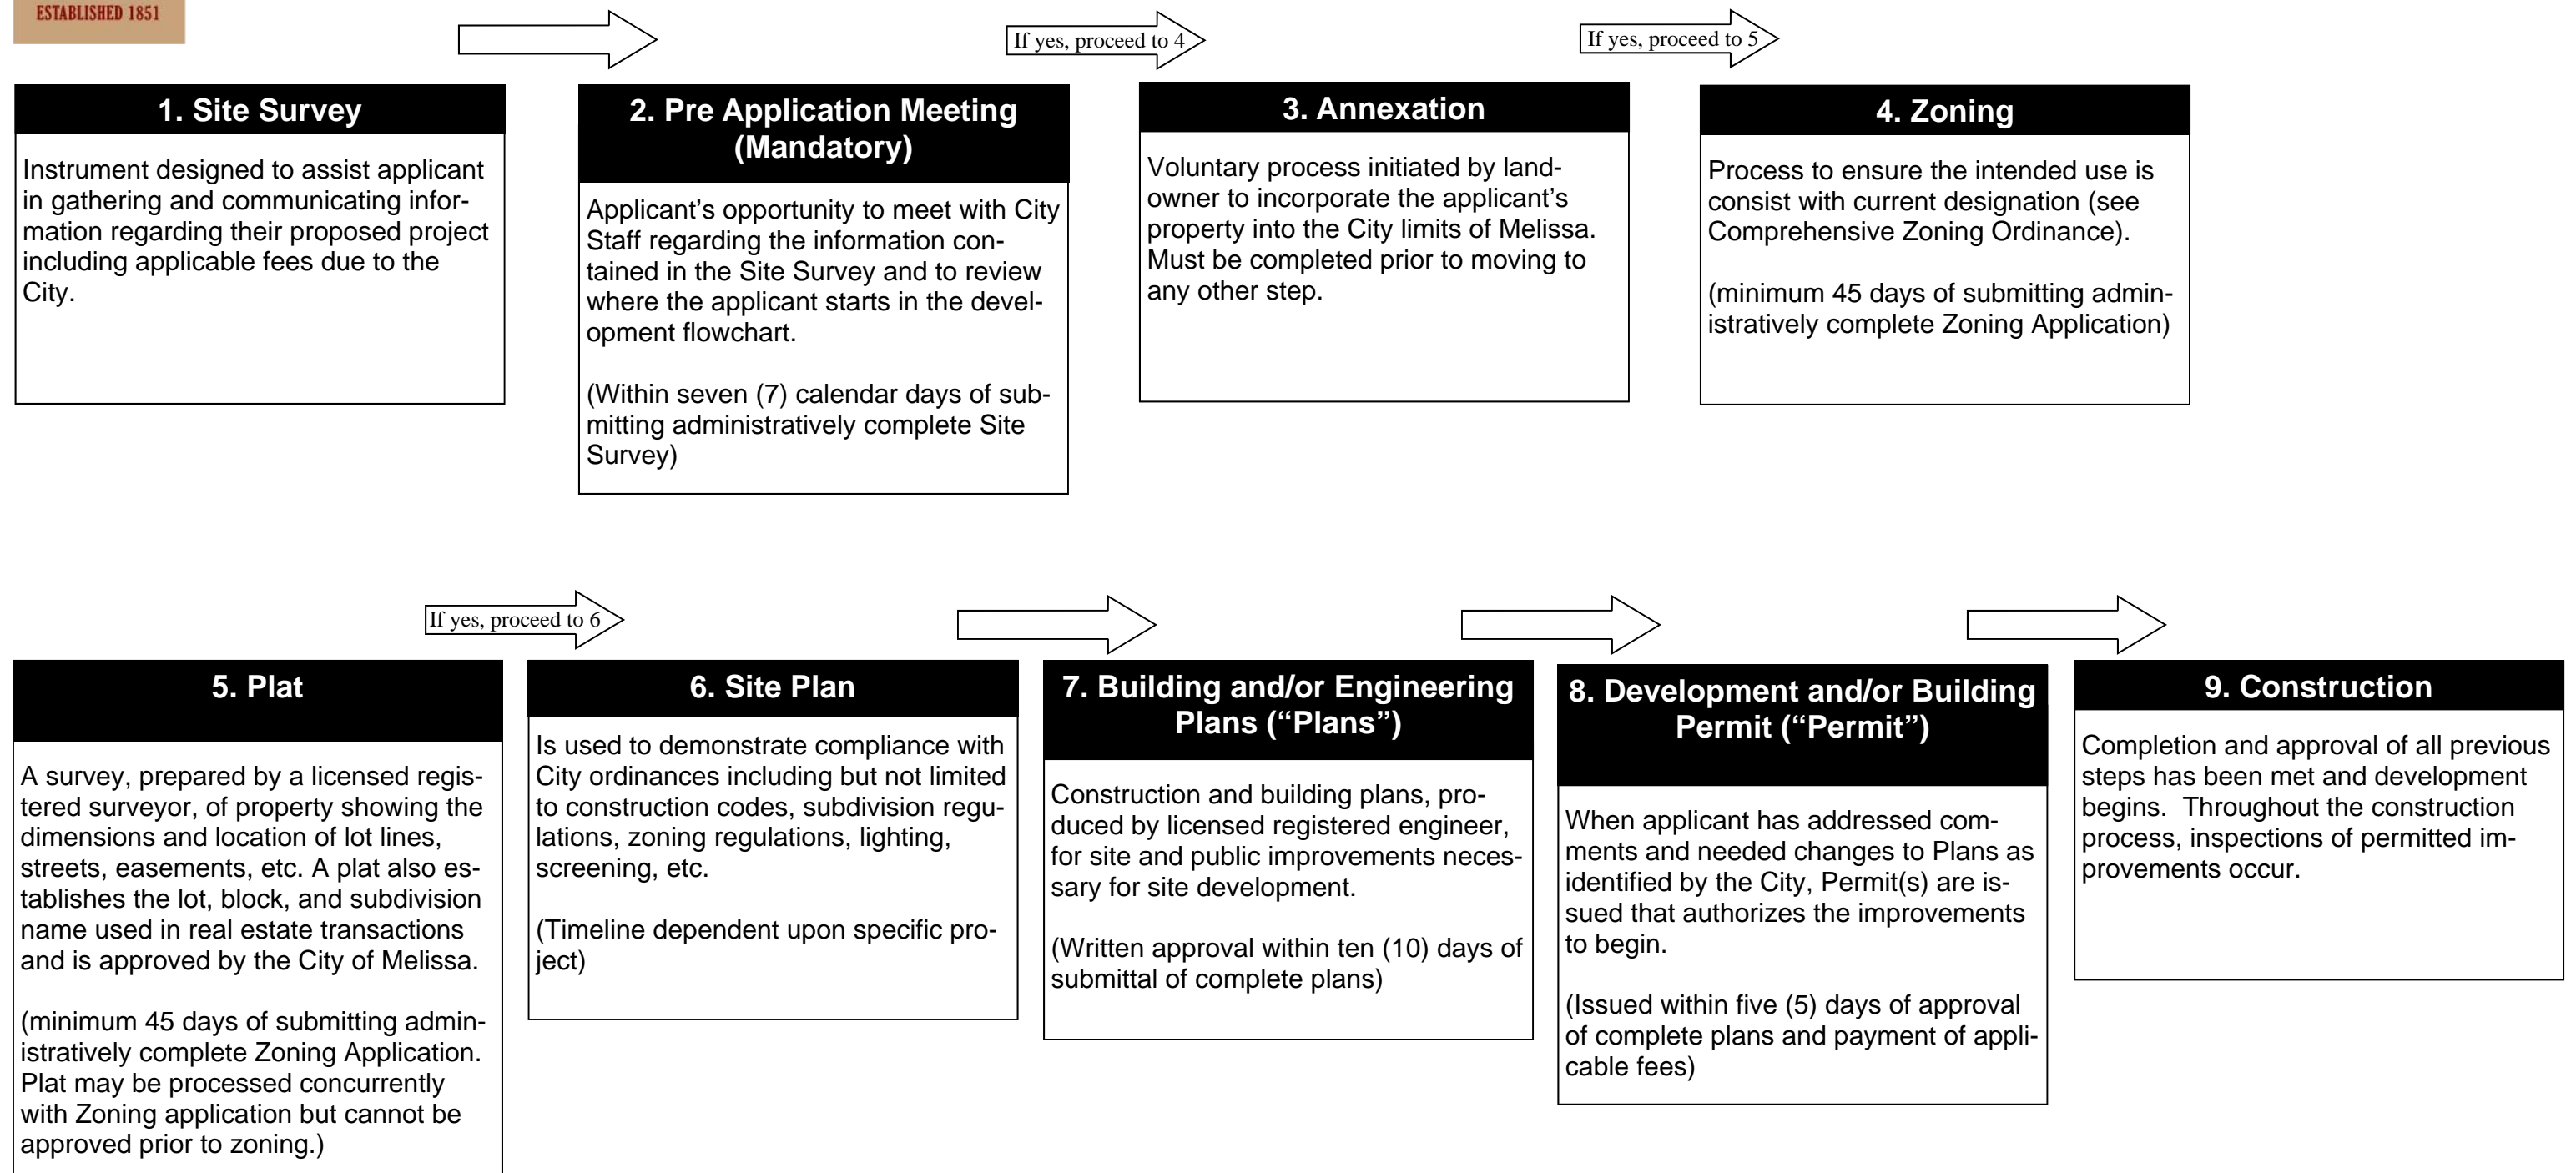 ESTABLISHED 1851
If yes, proceed to 4
If yes, proceed to 5
1. Site Survey
Instrument designed to assist applicant
in gathering and communicating infor-
mation regarding their proposed project
including applicable fees due to the
City.
2. Pre Application Meeting
(Mandatory)
Applicant’s opportunity to meet with City
Staff regarding the information con-
tained in the Site Survey and to review
where the applicant starts in the devel-
opment flowchart.
(Within seven (7) calendar days of sub-
mitting administratively complete Site
Survey)
3. Annexation
Voluntary process initiated by land-
owner to incorporate the applicant’s
property into the City limits of Melissa.
Must be completed prior to moving to
any other step.
4. Zoning
Process to ensure the intended use is
consist with current designation (see
Comprehensive Zoning Ordinance).
(minimum 45 days of submitting admin-
istratively complete Zoning Application)
If yes, proceed to 6
5. Plat
A survey, prepared by a licensed regis-
tered surveyor, of property showing the
dimensions and location of lot lines,
streets, easements, etc. A plat also es-
tablishes the lot, block, and subdivision
name used in real estate transactions
and is approved by the City of Melissa.
(minimum 45 days of submitting admin-
istratively complete Zoning Application.
Plat may be processed concurrently
with Zoning application but cannot be
approved prior to zoning.)
6. Site Plan
Is used to demonstrate compliance with
City ordinances including but not limited
to construction codes, subdivision regu-
lations, zoning regulations, lighting,
screening, etc.
(Timeline dependent upon specific pro-
ject)
7. Building and/or Engineering
Plans (“Plans”)
Construction and building plans, pro-
duced by licensed registered engineer,
for site and public improvements neces-
sary for site development.
(Written approval within ten (10) days of
submittal of complete plans)
8. Development and/or Building
Permit (“Permit”)
When applicant has addressed com-
ments and needed changes to Plans as
identified by the City, Permit(s) are is-
sued that authorizes the improvements
to begin.
(Issued within five (5) days of approval
of complete plans and payment of appli-
cable fees)
9. Construction
Completion and approval of all previous
steps has been met and development
begins.  Throughout the construction
process, inspections of permitted im-
provements occur.